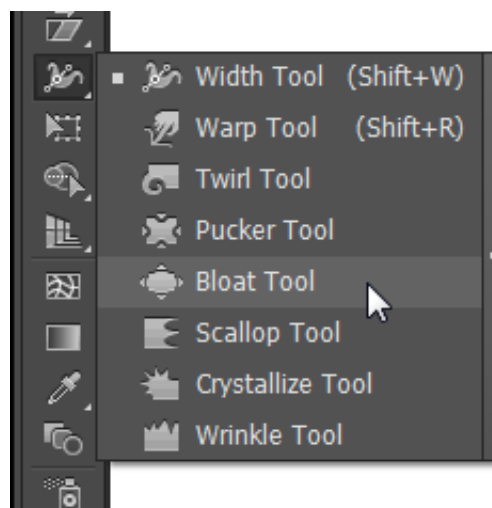 Width Tool (Shift+W)
Warp Tool (Shift+R)
Twirl Tool
Pucker Tool
Bloat Tool
Scallop Tool
Crystallize Tool
Wrinkle Tool